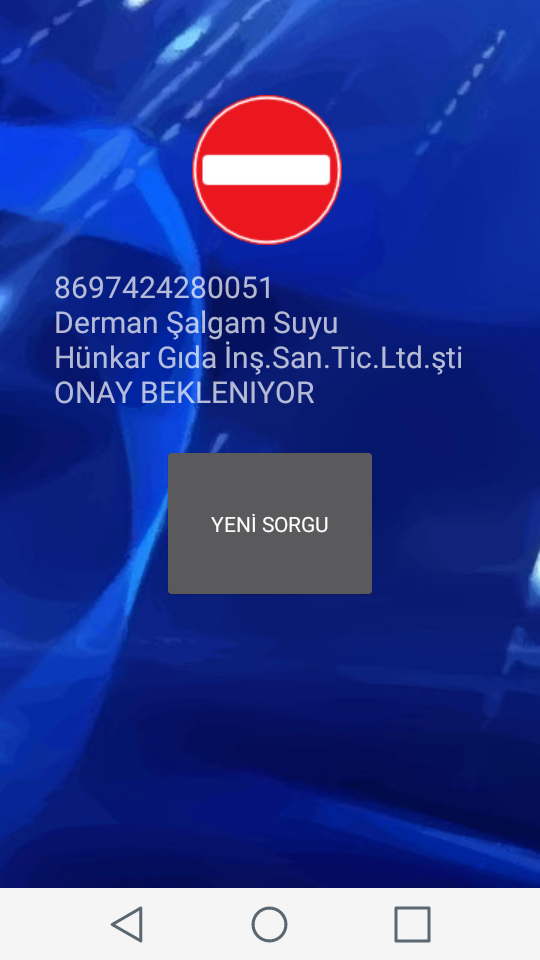 8697424280051
Derman Şalgam Suyu
Hünkar Gıda İnş.San.Tic.Ltd.şti
ONAY BEKLENIYOR
YENİ SORGU